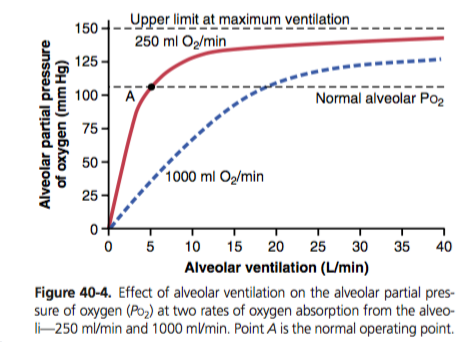 Upper limit at maximum ventilation
150
250 ml O₂/min
125
100
A
Normal alveolar Po₂
75
50
1000 ml O₂/min
25
0
0 5 10 15 20 25 30 35 40
Alveolar partial pressure
of oxygen (mm Hg)
Alveolar ventilation (L/min)
Figure 40-4. Effect of alveolar ventilation on the alveolar partial pres-
sure of oxygen (Po₂) at two rates of oxygen absorption from the alveo-
li—250 ml/min and 1000 ml/min. Point A is the normal operating point.